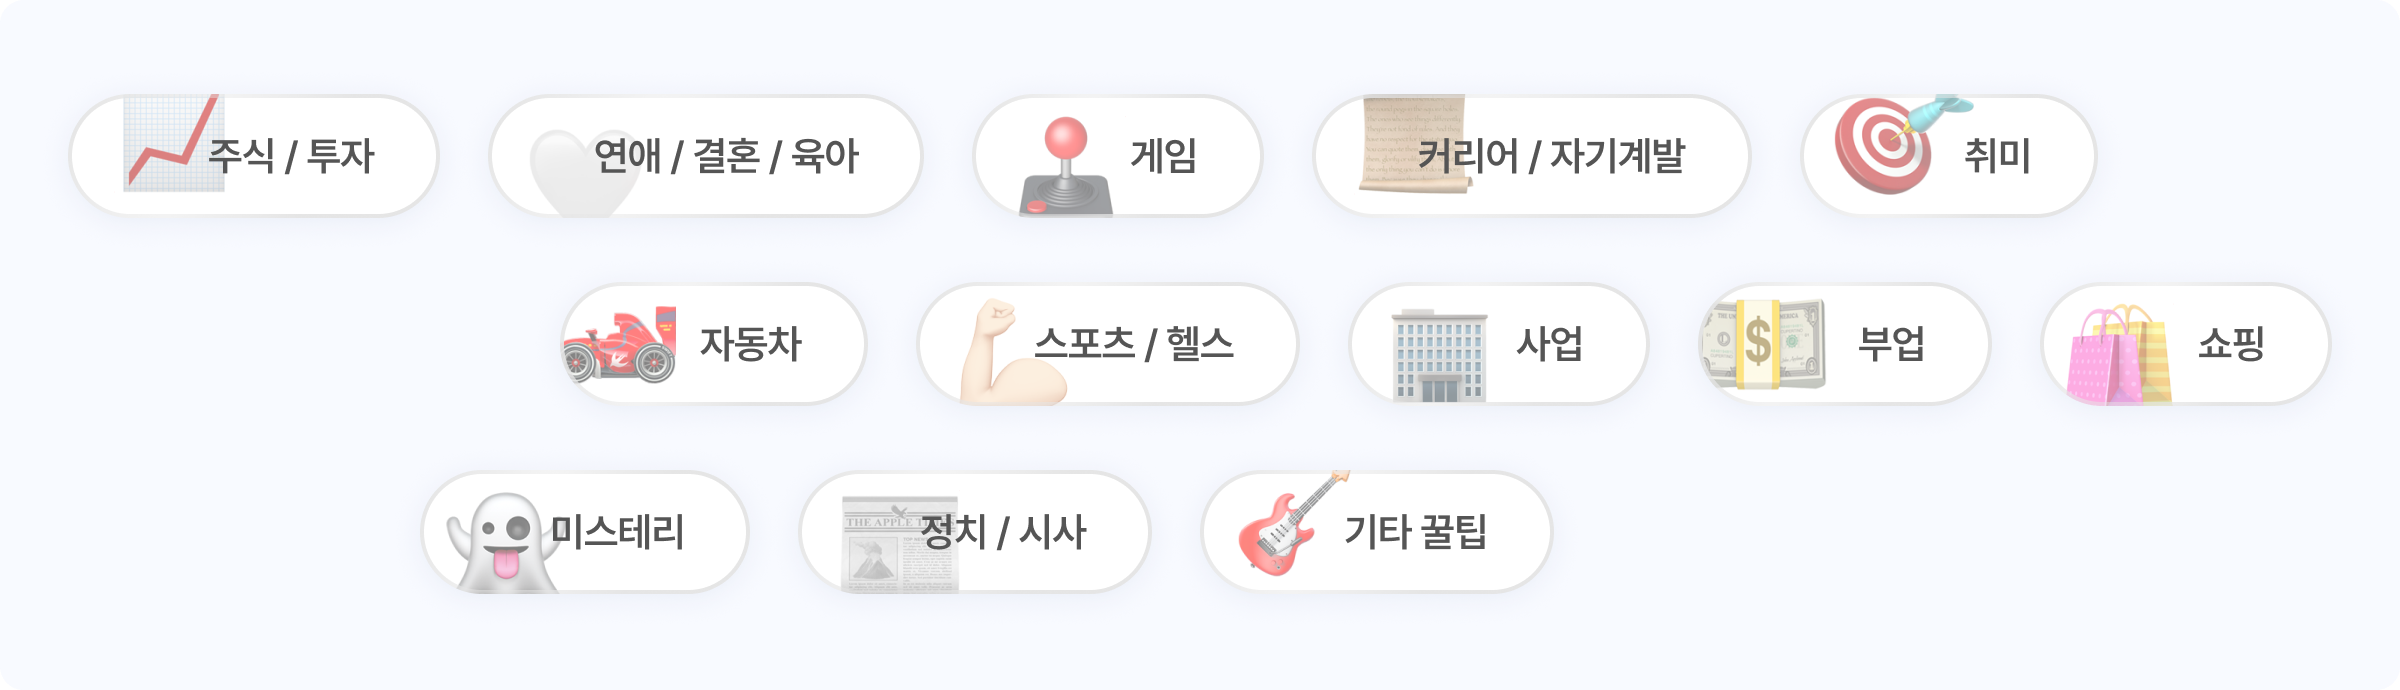 주식 / 투자
연애 / 결혼 / 육아
게임
커리어 / 자기계발
취미
자동차
스포츠 / 헬스
사업
부업
쇼핑
미스테리
정치 / 시사
기타 꿀팁